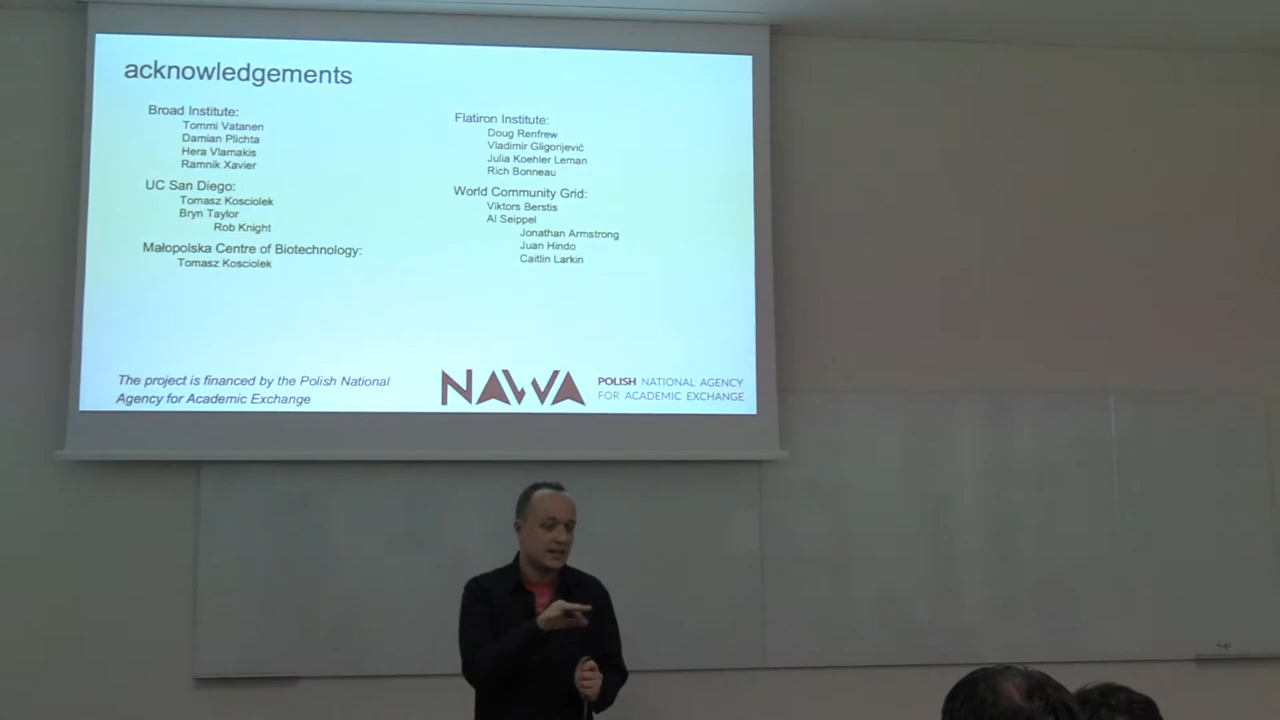 acknowledgements
Broad Institute:
Tommi Vatanen
Damian Plichta
Hera Vlamakis
Ramnik Xavier
UC San Diego:
Tomasz Kosciolek
Bryn Taylor
Rob Knight
Małopolska Centre of Biotechnology:
Tomasz Kosciolek
Flatiron Institute:
Doug Renfrew
Vladimir Gligorijević
Julia Koehler Leman
Rich Bonneau
World Community Grid:
Viktors Berstis
Al Seippel
Jonathan Armstrong
Juan Hindo
Caitlin Larkin
The project is financed by the Polish National
Agency for Academic Exchange
NAWA
POLISH NATIONAL AGENCY
FOR ACADEMIC EXCHANGE